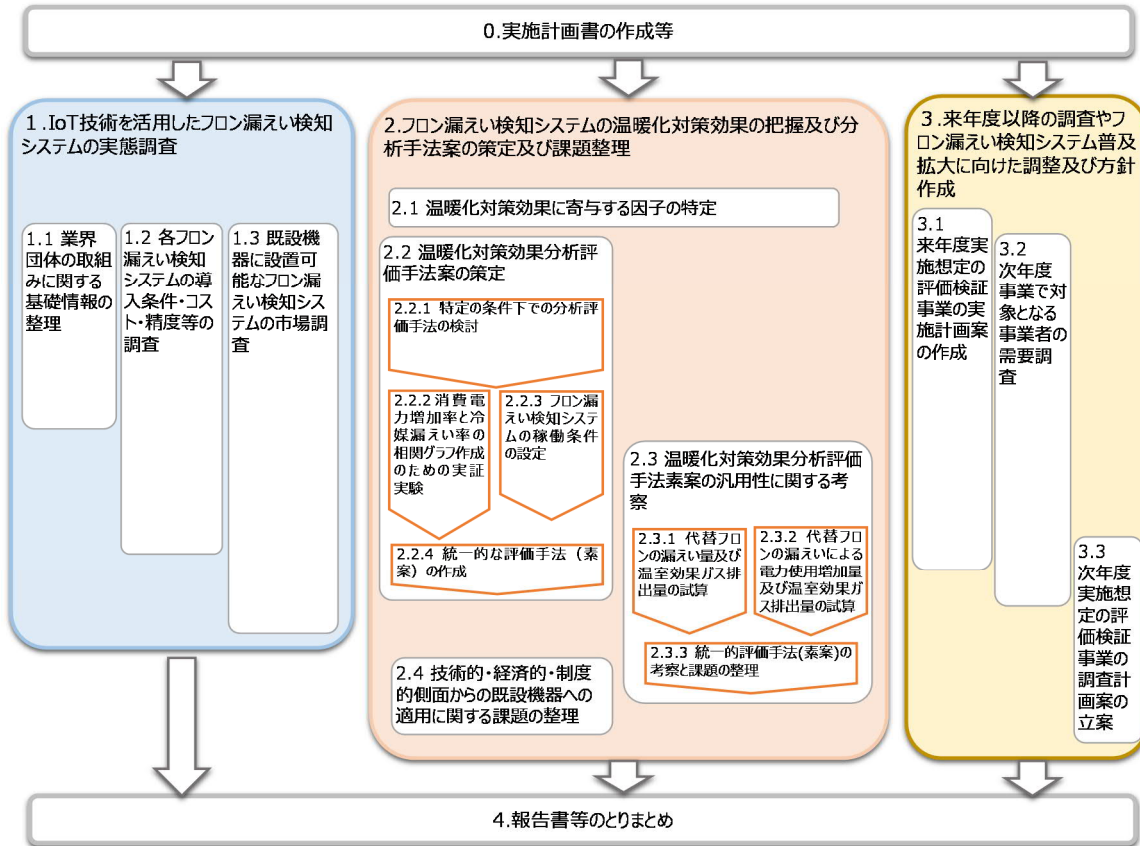 0.実施計画書の作成等
1.IoT技術を活用したフロン漏えい検知
システムの実態調査
1.1 業界
団体の取組
みに関する
基礎情報の
整理
1.2 各フロン
漏えい検知
システムの導
入条件・コス
ト・精度等の
調査
1.3 既設機
器に設置可
能なフロン漏
えい検知シス
テムの市場調
査
2.フロン漏えい検知システムの温暖化対策効果の把握及び分
析手法案の策定及び課題整理
2.1 温暖化対策効果に寄与する因子の特定
2.2 温暖化対策効果分析評
価手法案の策定
2.2.1 特定の条件下での分析評
価手法の検討
2.2.2 消費電
力増加率と冷
媒漏えい率の
相関グラフ作成
のための実証
実験
2.2.3 フロン漏
えい検知システ
ムの稼働条件
の設定
2.2.4 統一的な評価手法(素
案)の作成
2.3 温暖化対策効果分析評価
手法素案の汎用性に関する考
察
2.3.1 代替フロ
ンの漏えい量及び
温室効果ガス排
出量の試算
2.3.2 代替フロ
ンの漏えいによる
電力使用増加量
及び温室効果ガ
ス排出量の試算
2.3.3 統一的評価手法(素案)の
考察と課題の整理
2.4 技術的・経済的・制度
的側面からの既設機器への
適用に関する課題の整理
3.来年度以降の調査やフ
ロン漏えい検知システム普及
拡大に向けた調整及び方針
作成
3.1
来年度実
施想定の
評価検証
事業の実
施計画案
の作成
3.2
次年度
事業で対
象となる
事業者の
需要調
査
3.3
次年度
実施想
定の評
価検証
事業の
調査計
画案の
立案
4.報告書等のとりまとめ